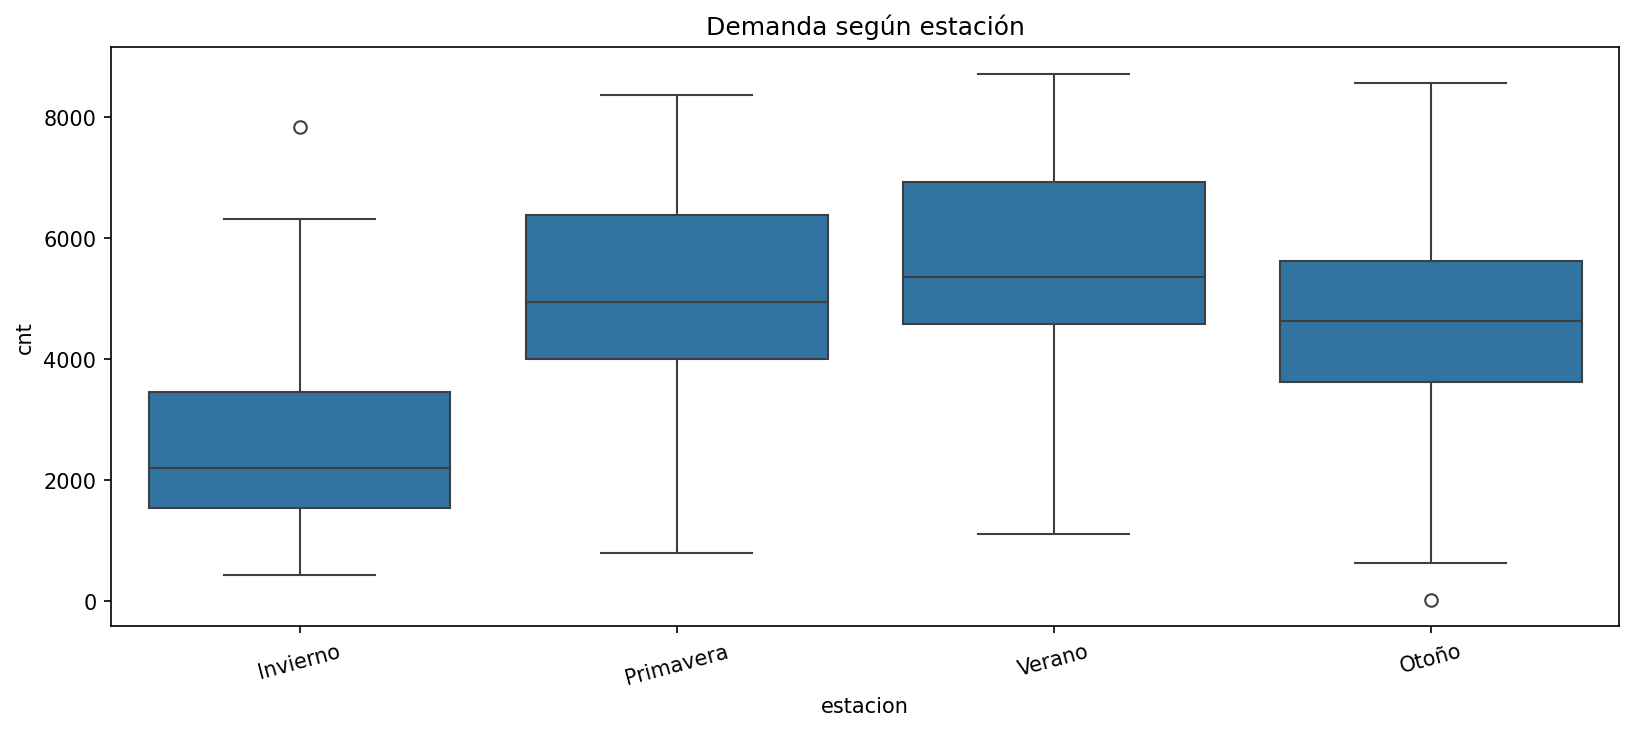 Demanda según estación
cnt
8000
6000
4000
2000
0
Invierno
Primavera
Verano
Otoño
estacion